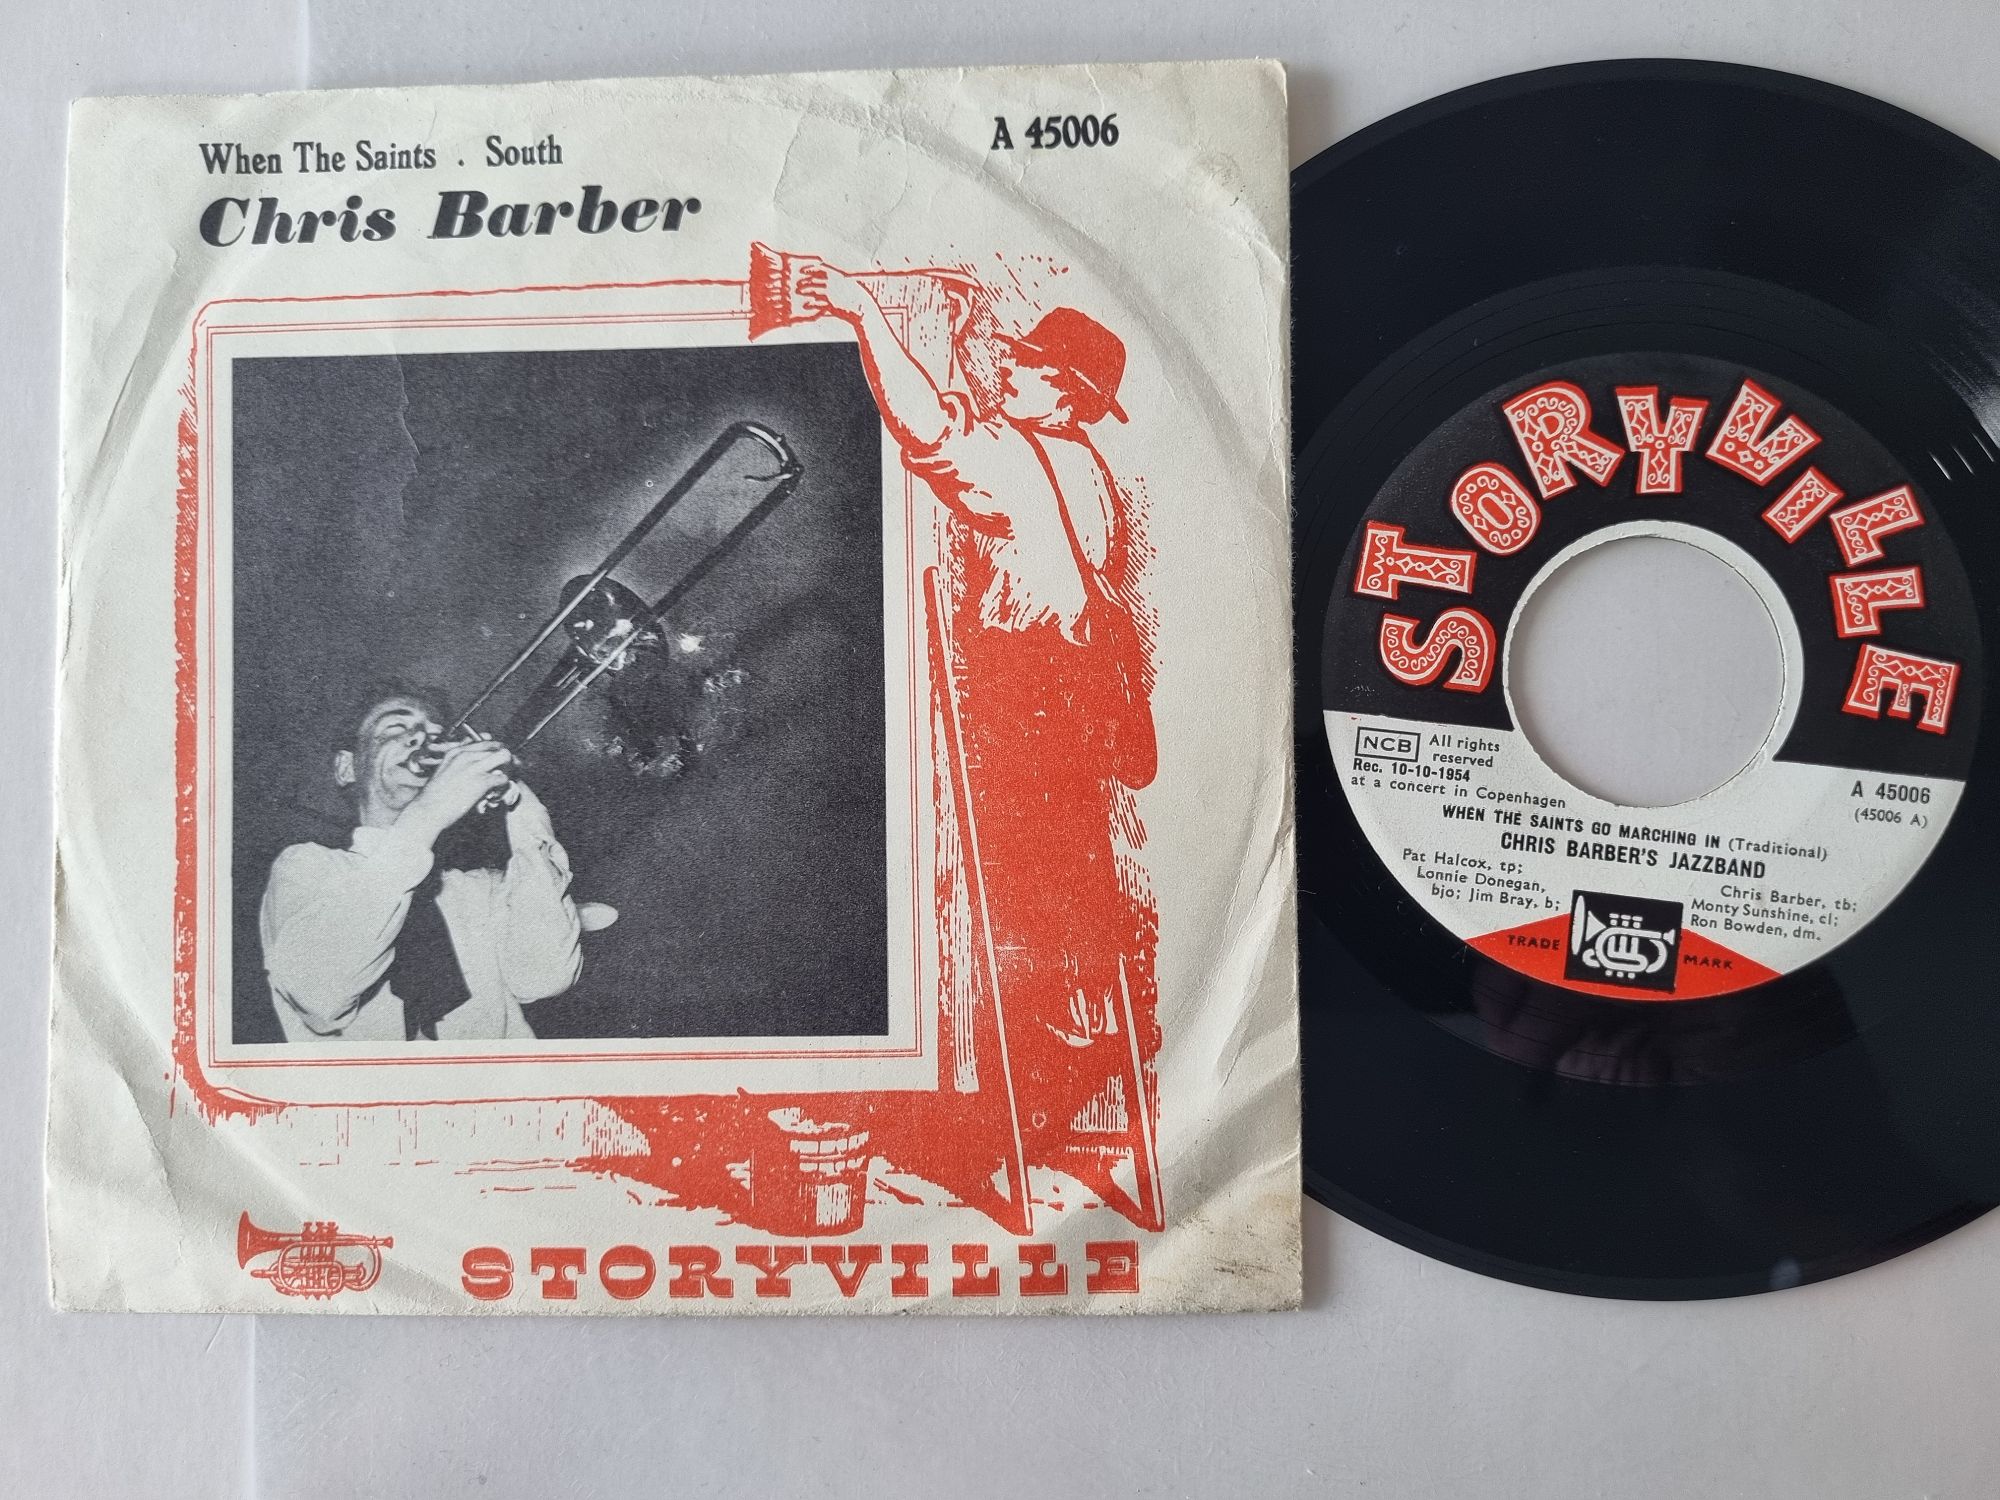 When The Saints . South
A 45006
Chris Barber
STORYVILLE
STORYVILLE
NCB
All rights
reserved
Rec. 10-10-1954
at a concert in Copenhagen
A 45006
(45006 A)
WHEN THE SAINTS GO MARCHING IN (Traditional)
CHRIS BARBER'S JAZZBAND
Pat Halcox, tp;
Lonnie Donegan,
bjo; Jim Bray, b;
Chris Barber, tb;
Monty Sunshine, cl;
Ron Bowden, dm.
TRADE MARK